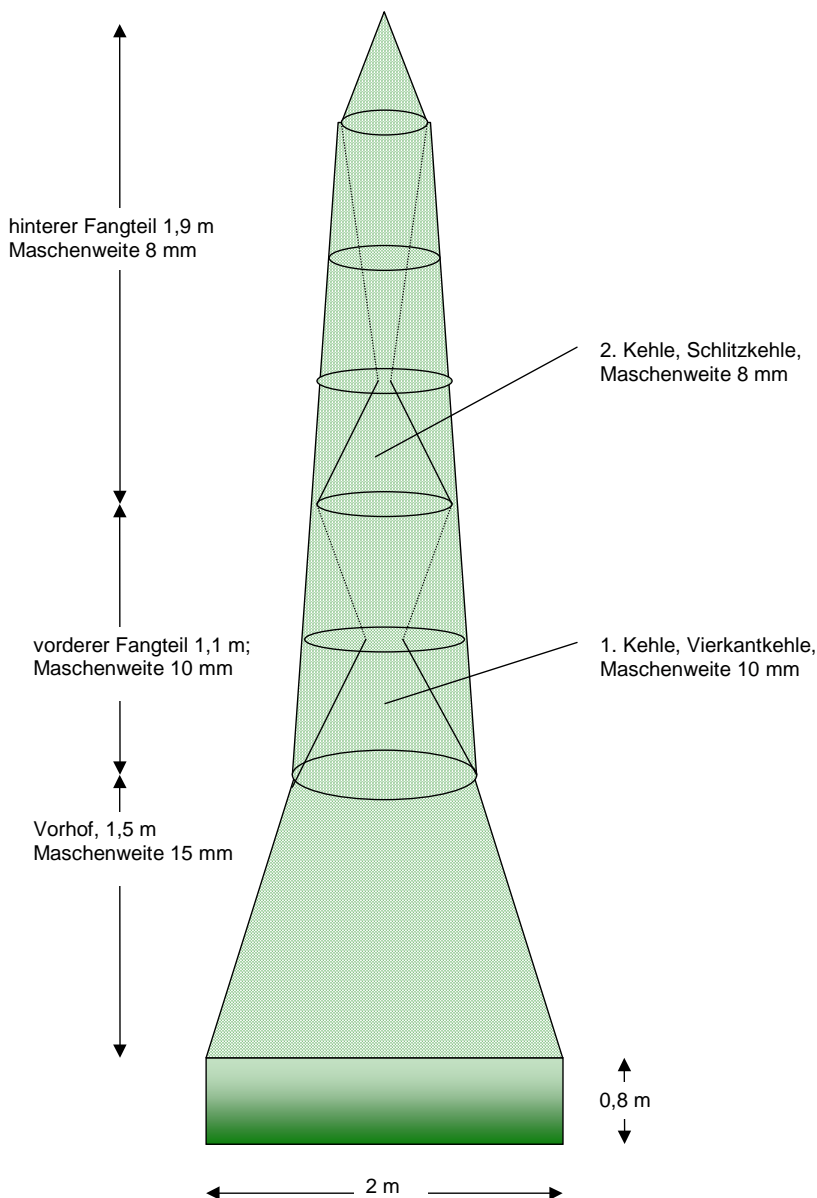 hinterer Fangteil 1,9 m
Maschenweite 8 mm
2. Kehle, Schlitzkehle,
Maschenweite 8 mm
vorderer Fangteil 1,1 m;
Maschenweite 10 mm
1. Kehle, Vierkantkehle,
Maschenweite 10 mm
Vorhof, 1,5 m
Maschenweite 15 mm
0,8 m
2 m